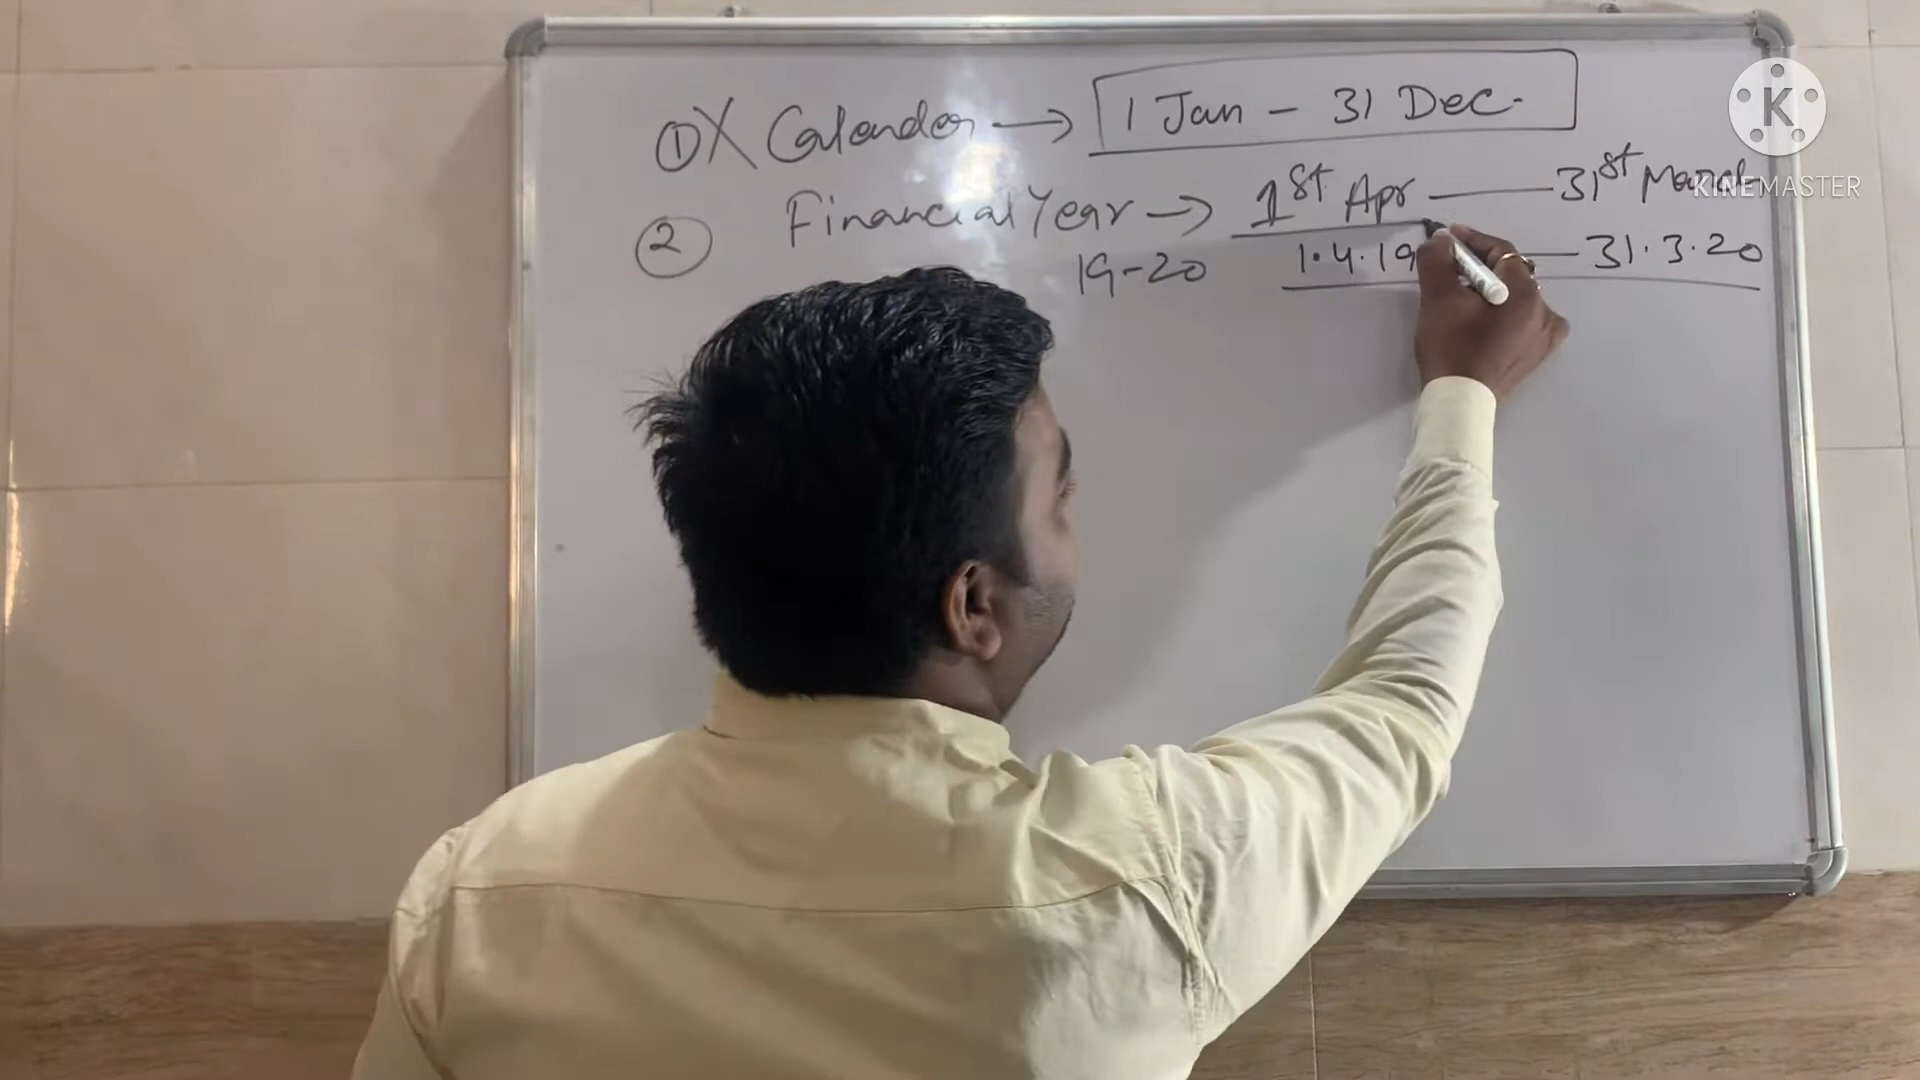 ① X Calender → 1 Jan - 31 Dec.
② Financial Year → 1st Apr — 31st March
19-20 1.4.19 — 31.3.20
K
KINEMASTER